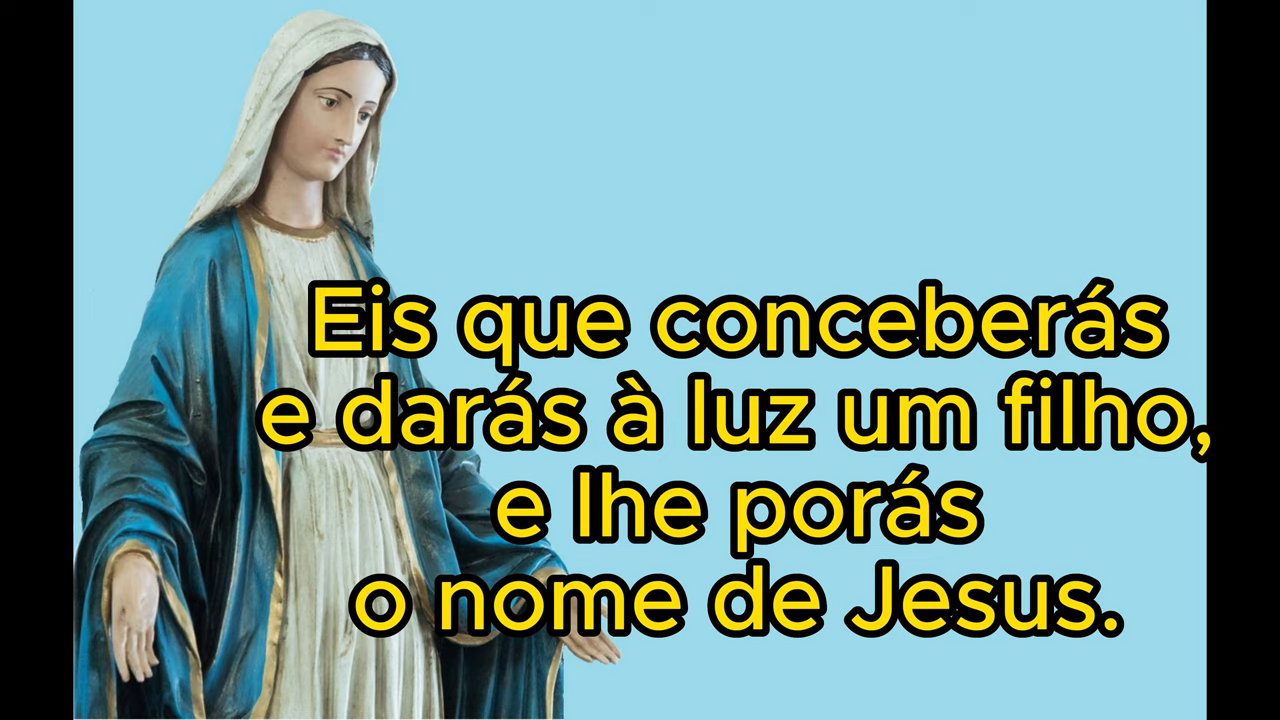 Eis que conceberás
e darás à luz um filho,
e lhe porás
o nome de Jesus.